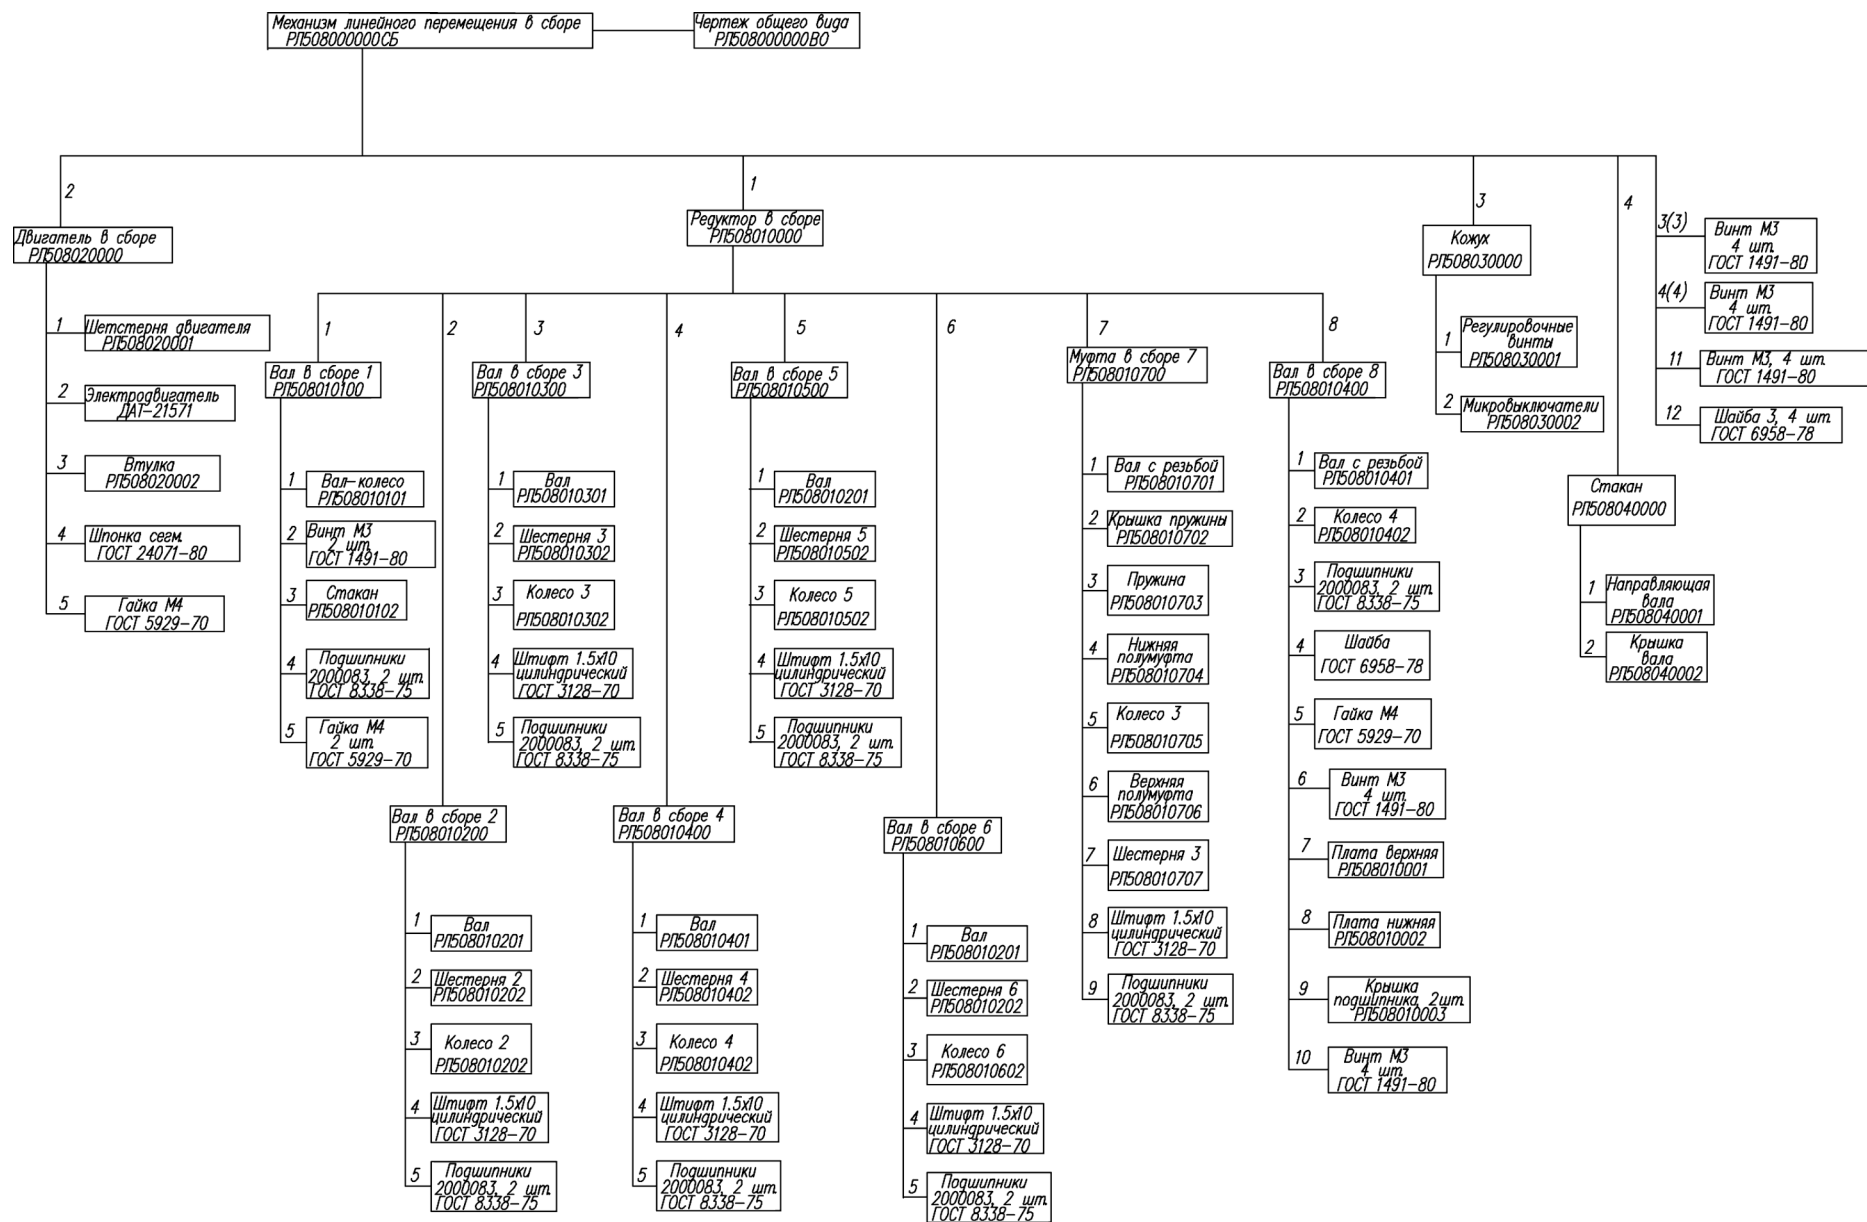 Механизм линейного перемещения в сборе
РЛ508000000СБ
Чертеж общего вида
РЛ508000000ВО
2
Двигатель в сборе
РЛ508020000
1
Шетстерня двигателя
РЛ508020001
2
Электродвигатель
ДАТ-21571
3
Втулка
РЛ508020002
4
Шпонка сегм.
ГОСТ 24071-80
5
Гайка М4
ГОСТ 5929-70
1
Редуктор в сборе
РЛ508010000
1
Вал в сборе 1
РЛ508010100
1
Вал-колесо
РЛ508010101
2
Винт М3
2 шт.
ГОСТ 1491-80
3
Стакан
РЛ508010102
4
Подшипники
2000083, 2 шт.
ГОСТ 8338-75
5
Гайка М4
2 шт.
ГОСТ 5929-70
2
Вал в сборе 2
РЛ508010200
1
Вал
РЛ508010201
2
Шестерня 2
РЛ508010202
3
Колесо 2
РЛ508010202
4
Штифт 1.5х10
цилиндрический
ГОСТ 3128-70
5
Подшипники
2000083, 2 шт.
ГОСТ 8338-75
3
Вал в сборе 3
РЛ508010300
1
Вал
РЛ508010301
2
Шестерня 3
РЛ508010302
3
Колесо 3
РЛ508010302
4
Штифт 1.5х10
цилиндрический
ГОСТ 3128-70
5
Подшипники
2000083, 2 шт.
ГОСТ 8338-75
4
Вал в сборе 4
РЛ508010400
1
Вал
РЛ508010401
2
Шестерня 4
РЛ508010402
3
Колесо 4
РЛ508010402
4
Штифт 1.5х10
цилиндрический
ГОСТ 3128-70
5
Подшипники
2000083, 2 шт.
ГОСТ 8338-75
5
Вал в сборе 5
РЛ508010500
1
Вал
РЛ508010201
2
Шестерня 5
РЛ508010502
3
Колесо 5
РЛ508010502
4
Штифт 1.5х10
цилиндрический
ГОСТ 3128-70
5
Подшипники
2000083, 2 шт.
ГОСТ 8338-75
6
Вал в сборе 6
РЛ508010600
1
Вал
РЛ508010201
2
Шестерня 6
РЛ508010202
3
Колесо 6
РЛ508010602
4
Штифт 1.5х10
цилиндрический
ГОСТ 3128-70
5
Подшипники
2000083, 2 шт.
ГОСТ 8338-75
7
Муфта в сборе 7
РЛ508010700
1
Вал с резьбой
РЛ508010701
2
Крышка пружины
РЛ508010702
3
Пружина
РЛ508010703
4
Нижняя
полумуфта
РЛ508010704
5
Колесо 3
РЛ508010705
6
Верхняя
полумуфта
РЛ508010706
7
Шестерня 3
РЛ508010707
8
Штифт 1.5х10
цилиндрический
ГОСТ 3128-70
9
Подшипники
2000083, 2 шт.
ГОСТ 8338-75
8
Вал в сборе 8
РЛ508010400
1
Вал с резьбой
РЛ508010401
2
Колесо 4
РЛ508010402
3
Подшипники
2000083, 2 шт.
ГОСТ 8338-75
4
Шайба
ГОСТ 6958-78
5
Гайка М4
ГОСТ 5929-70
6
Винт М3
4 шт.
ГОСТ 1491-80
7
Плата верхняя
РЛ508010001
8
Плата нижняя
РЛ508010002
9
Крышка
подшипника, 2шт.
РЛ508010003
10
Винт М3
4 шт.
ГОСТ 1491-80
3
Кожух
РЛ508030000
1
Регулировочные
винты
РЛ508030001
2
Микровыключатели
РЛ508030002
4
Стакан
РЛ508040000
1
Направляющая
вала
РЛ508040001
2
Крышка
вала
РЛ508040002
3(3)
Винт М3
4 шт.
ГОСТ 1491-80
4(4)
Винт М3
4 шт.
ГОСТ 1491-80
11
Винт М3, 4 шт.
ГОСТ 1491-80
12
Шайба 3, 4 шт.
ГОСТ 6958-78